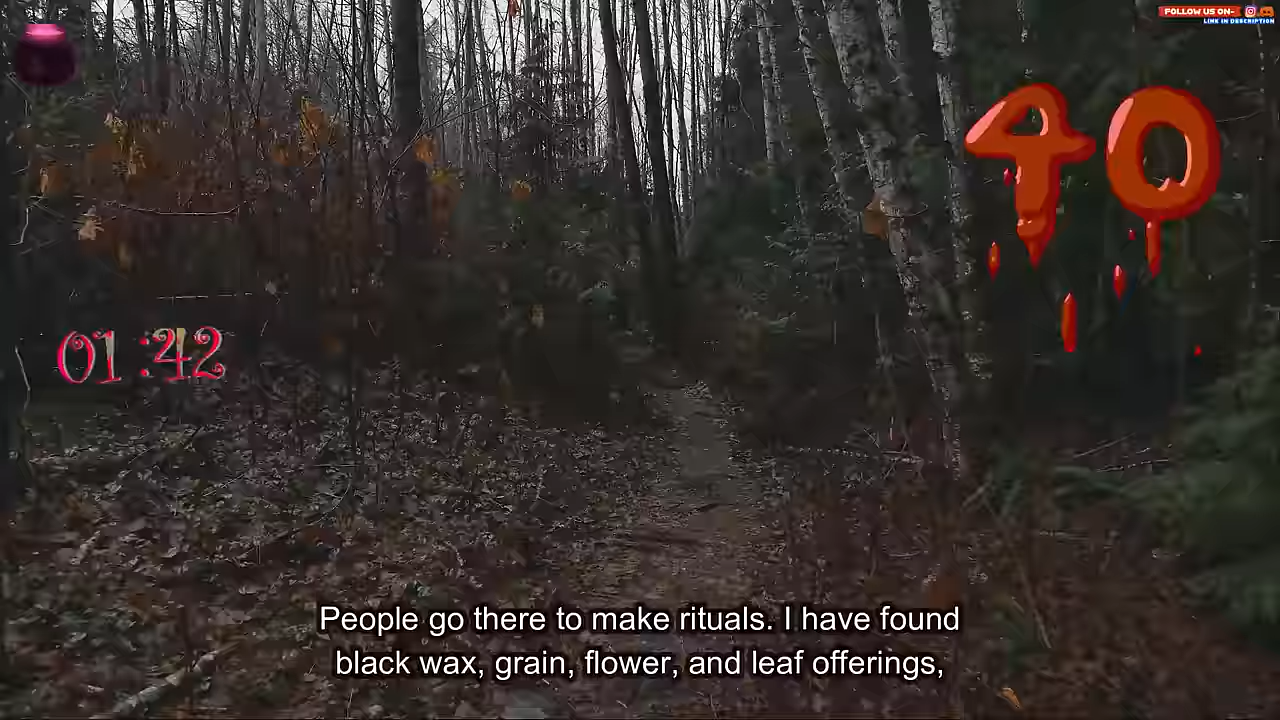 FOLLOW US ON-
LINK IN DESCRIPTION
40
01:42
People go there to make rituals. I have found
black wax, grain, flower, and leaf offerings,